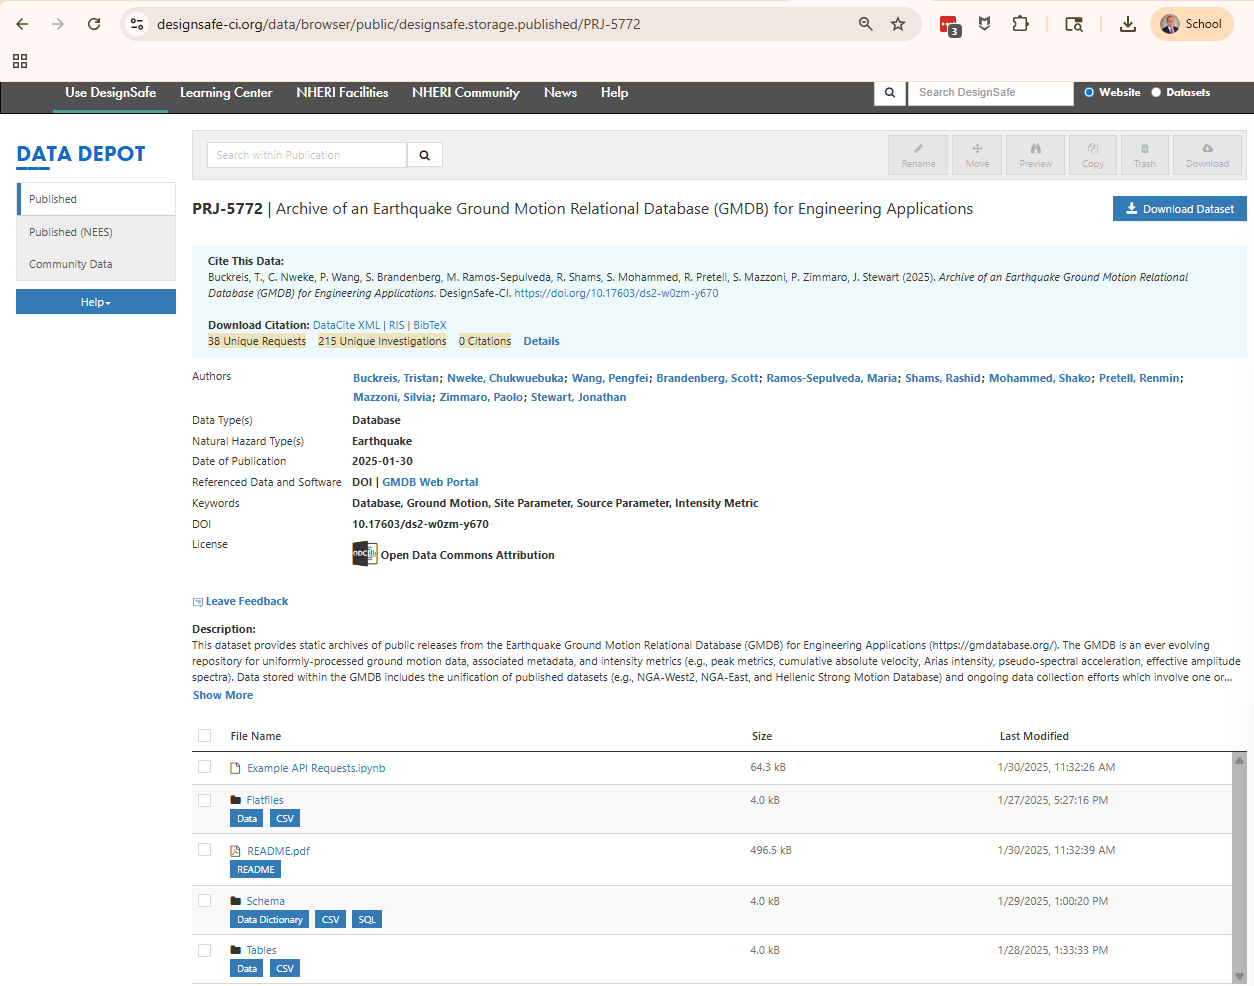 designsafe-ci.org/data/browser/public/designsafe.storage.published/PRJ-5772
3
School
Use DesignSafe
Learning Center
NHERI Facilities
NHERI Community
News
Help
Search DesignSafe
Website
Datasets
DATA DEPOT
Published
Published (NEES)
Community Data
Help
Search within Publication
Rename
Move
Preview
Copy
Trash
Download
PRJ-5772 | Archive of an Earthquake Ground Motion Relational Database (GMDB) for Engineering Applications
Download Dataset
Cite This Data:
Buckreis, T., C. Nweke, P. Wang, S. Brandenberg, M. Ramos-Sepulveda, R. Shams, S. Mohammed, R. Pretell, S. Mazzoni, P. Zimmaro, J. Stewart (2025). Archive of an Earthquake Ground Motion Relational
Database (GMDB) for Engineering Applications. DesignSafe-CI. https://doi.org/10.17603/ds2-w0zm-y670
Download Citation: DataCite XML | RIS | BibTeX
38 Unique Requests 215 Unique Investigations 0 Citations Details
Authors
Buckreis, Tristan; Nweke, Chukwuebuka; Wang, Pengfei; Brandenberg, Scott; Ramos-Sepulveda, Maria; Shams, Rashid; Mohammed, Shako; Pretell, Renmin;
Mazzoni, Silvia; Zimmaro, Paolo; Stewart, Jonathan
Data Type(s) Database
Natural Hazard Type(s) Earthquake
Date of Publication 2025-01-30
Referenced Data and Software DOI | GMDB Web Portal
Keywords Database, Ground Motion, Site Parameter, Source Parameter, Intensity Metric
DOI 10.17603/ds2-w0zm-y670
License
ODC Open Data Commons Attribution
Leave Feedback
Description:
This dataset provides static archives of public releases from the Earthquake Ground Motion Relational Database (GMDB) for Engineering Applications (https://gmdatabase.org/). The GMDB is an ever evolving
repository for uniformly-processed ground motion data, associated metadata, and intensity metrics (e.g., peak metrics, cumulative absolute velocity, Arias intensity, pseudo-spectral acceleration, effective amplitude
spectra). Data stored within the GMDB includes the unification of published datasets (e.g., NGA-West2, NGA-East, and Hellenic Strong Motion Database) and ongoing data collection efforts which involve one or...
Show More
File Name Size Last Modified
Example API Requests.ipynb 64.3 kB 1/30/2025, 11:32:26 AM
Flatfiles 4.0 kB 1/27/2025, 5:27:16 PM
Data CSV
README.pdf 496.5 kB 1/30/2025, 11:32:39 AM
README
Schema 4.0 kB 1/29/2025, 1:00:20 PM
Data Dictionary CSV SQL
Tables 4.0 kB 1/28/2025, 1:33:33 PM
Data CSV